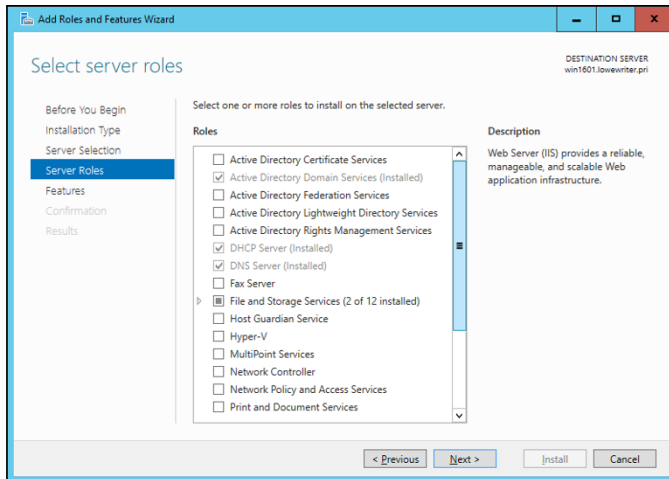 Add Roles and Features Wizard
Select server roles
DESTINATION SERVER
win1601.lowewriter.pri
Before You Begin
Installation Type
Server Selection
Server Roles
Features
Confirmation
Results
Select one or more roles to install on the selected server.
Roles
Active Directory Certificate Services
Active Directory Domain Services (Installed)
Active Directory Federation Services
Active Directory Lightweight Directory Services
Active Directory Rights Management Services
DHCP Server (Installed)
DNS Server (Installed)
Fax Server
File and Storage Services (2 of 12 installed)
Host Guardian Service
Hyper-V
MultiPoint Services
Network Controller
Network Policy and Access Services
Print and Document Services
Description
Web Server (IIS) provides a reliable,
manageable, and scalable Web
application infrastructure.
< Previous
Next >
Install
Cancel